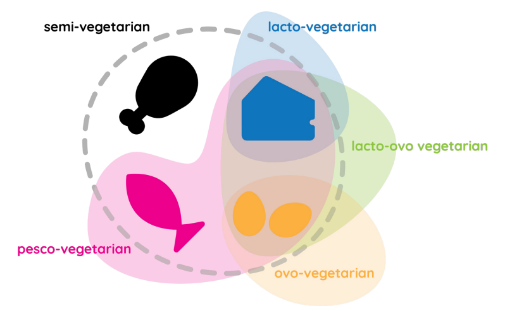 semi-vegetarian
lacto-vegetarian
lacto-ovo vegetarian
pesco-vegetarian
ovo-vegetarian